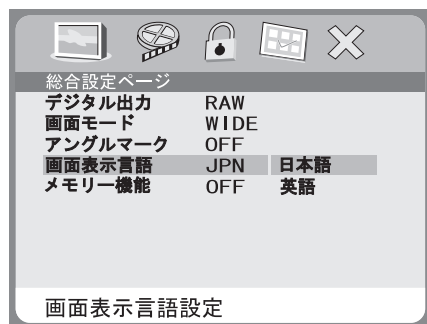 総合設定ページ
デジタル出力 RAW
画面モード WIDE
アングルマーク OFF
画面表示言語 JPN 日本語
メモリー機能 OFF 英語
画面表示言語設定